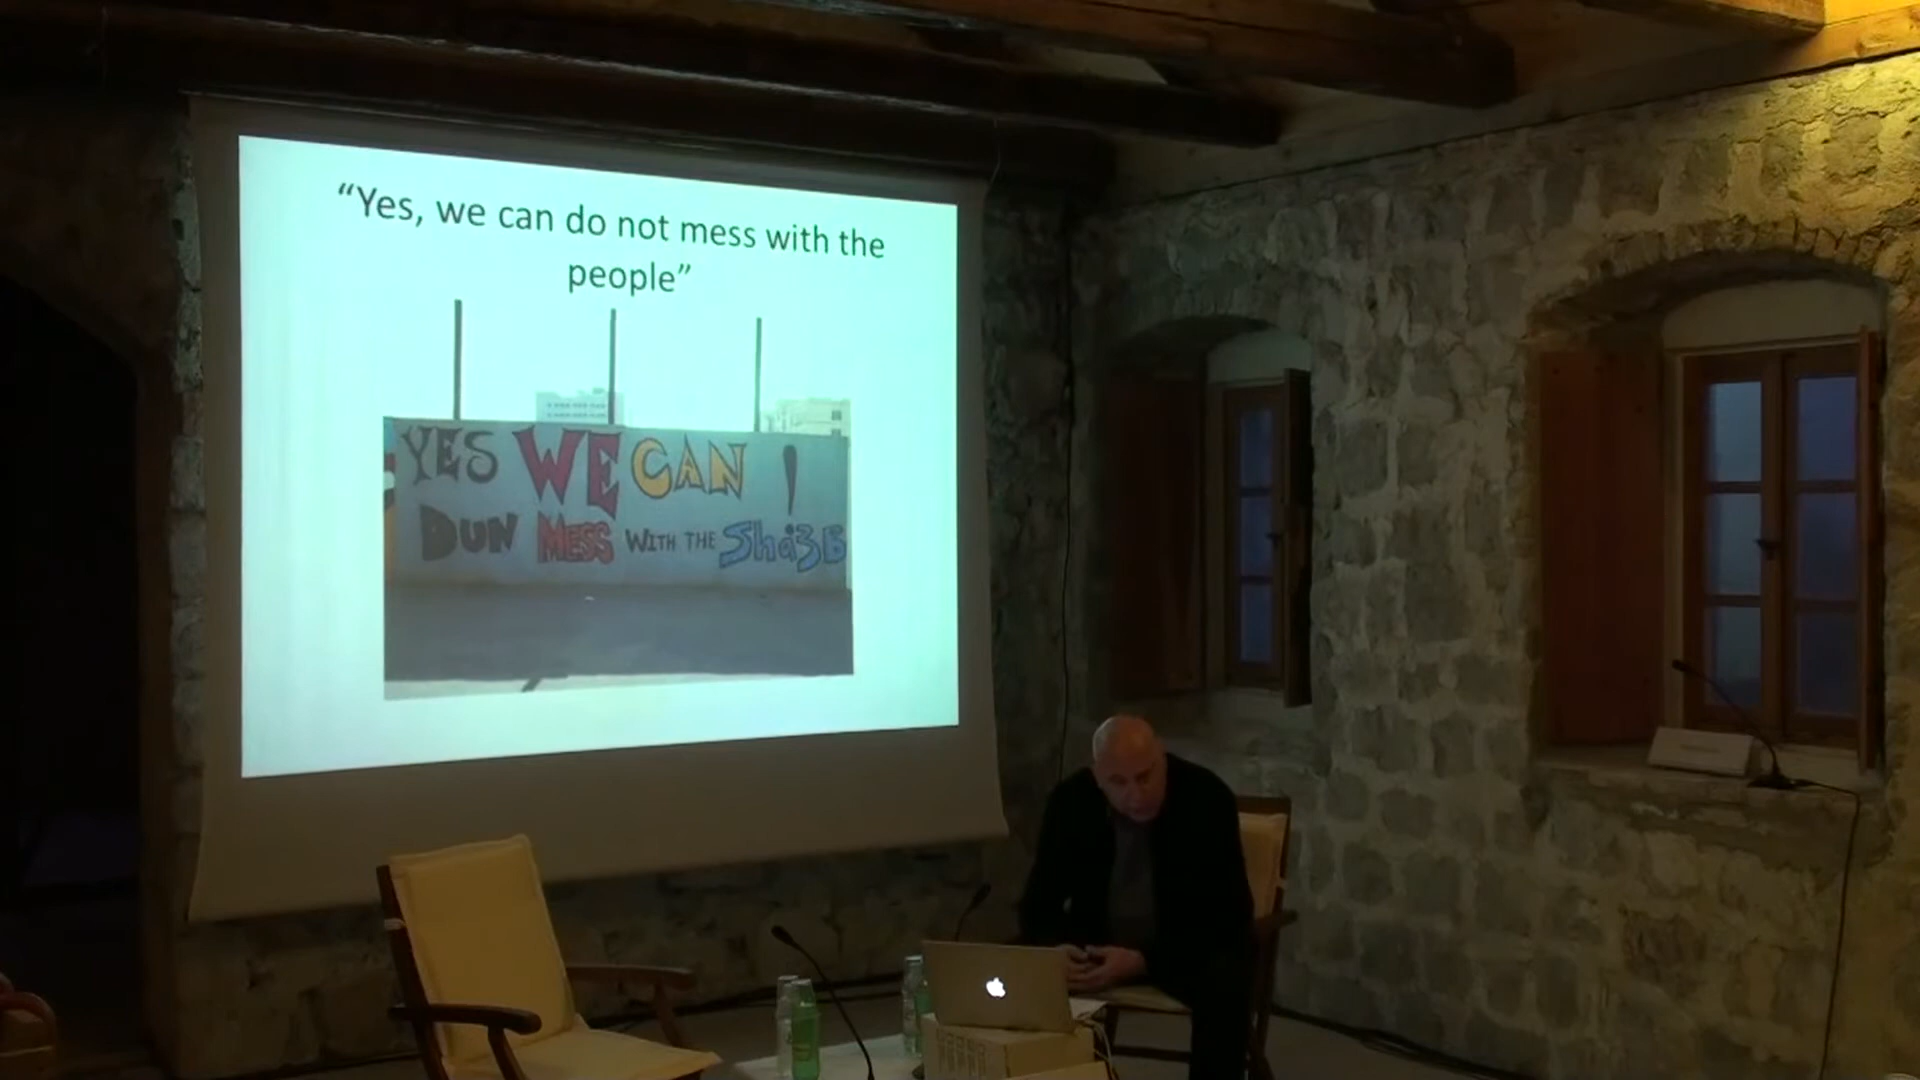 “Yes, we can do not mess with the
people”
YES WE CAN !
DUN MESS WITH THE Sha3B